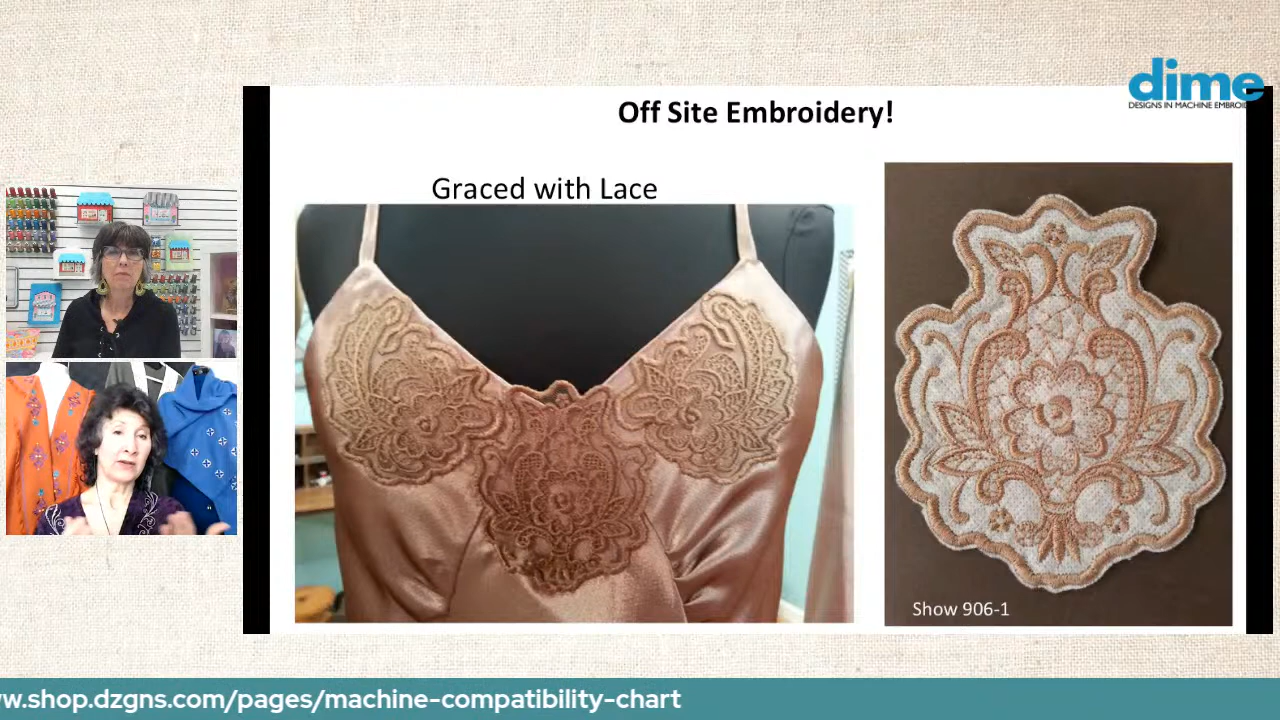 dime
DESIGNS IN MACHINE EMBROI
Off Site Embroidery!
Graced with Lace
Show 906-1
w.shop.dzgns.com/pages/machine-compatibility-chart